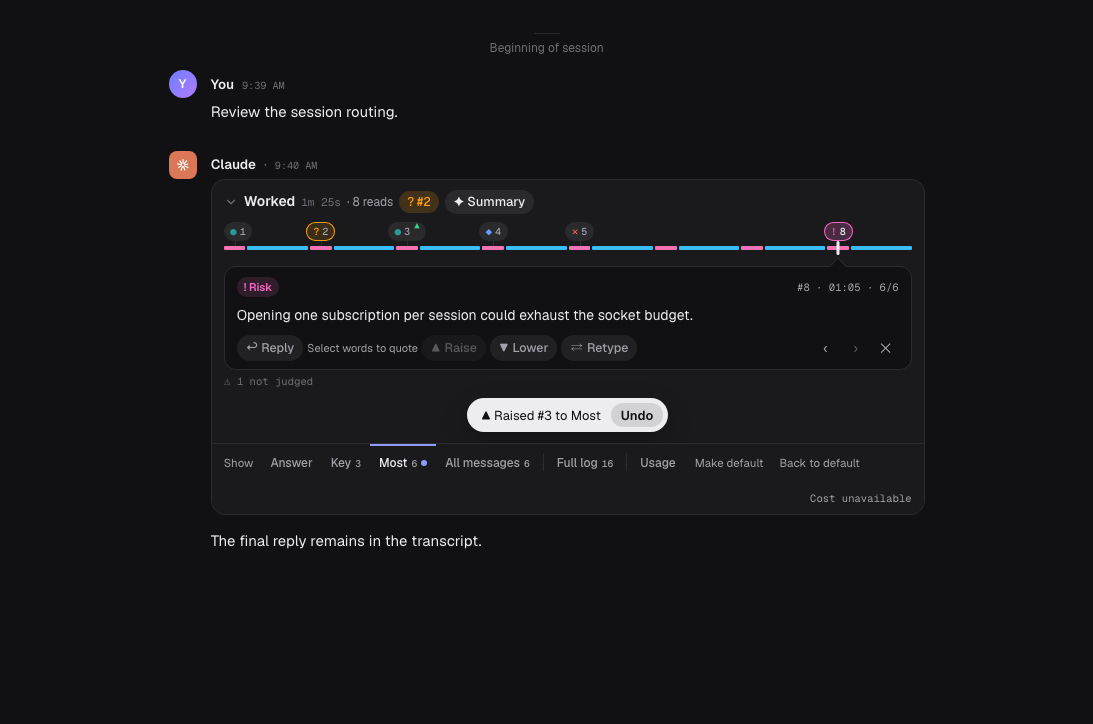 Beginning of session
Y You 9:39 AM
Review the session routing.
Claude · 9:40 AM
Worked 1m 25s · 8 reads ? #2 ✦ Summary
● 1 ? 2 ● 3 ▲ ◆ 4 × 5 ! 8
! Risk #8 · 01:05 · 6/6
Opening one subscription per session could exhaust the socket budget.
↩ Reply Select words to quote ▲ Raise ▼ Lower ⇄ Retype ‹ › ×
⚠ 1 not judged
▲ Raised #3 to Most Undo
Show Answer Key 3 Most 6 ● All messages 6 Full log 16 Usage Make default Back to default
Cost unavailable
The final reply remains in the transcript.